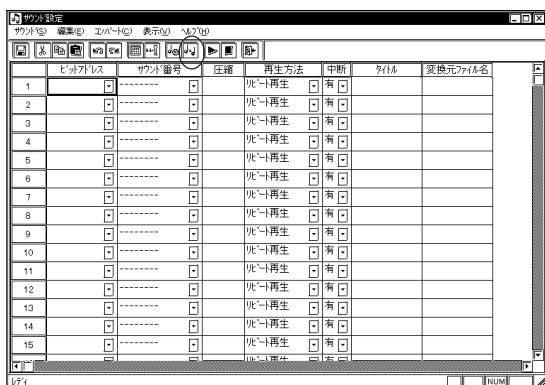 サウンド設定
サウンド(S) 編集(E) コンバート(C) 表示(V) ヘルプ(H)
ビットアドレス サウンド番号 圧縮 再生方法 中断 タイトル 変換元ファイル名
1 -------- リピート再生 有
2 -------- リピート再生 有
3 -------- リピート再生 有
4 -------- リピート再生 有
5 -------- リピート再生 有
6 -------- リピート再生 有
7 -------- リピート再生 有
8 -------- リピート再生 有
9 -------- リピート再生 有
10 -------- リピート再生 有
11 -------- リピート再生 有
12 -------- リピート再生 有
13 -------- リピート再生 有
14 -------- リピート再生 有
15 -------- リピート再生 有
レディ NUM